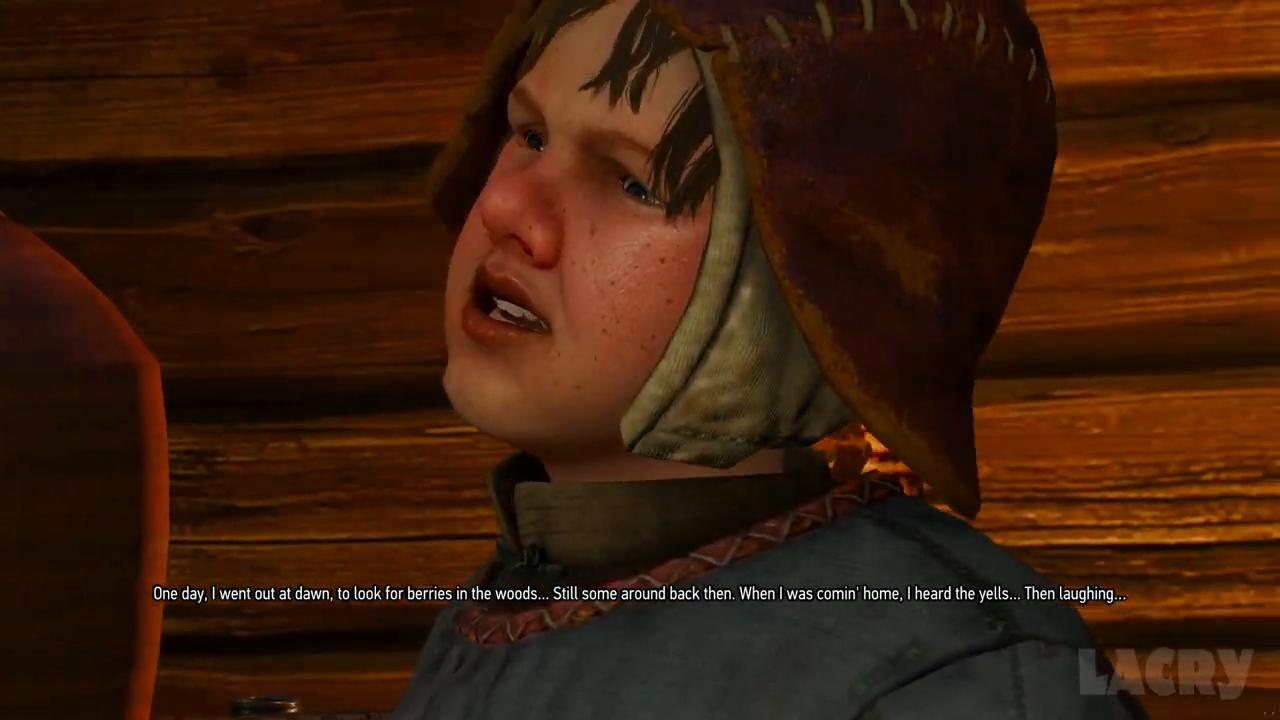 One day, I went out at dawn, to look for berries in the woods... Still some around back then. When I was comin' home, I heard the yells... Then laughing...
LACRY